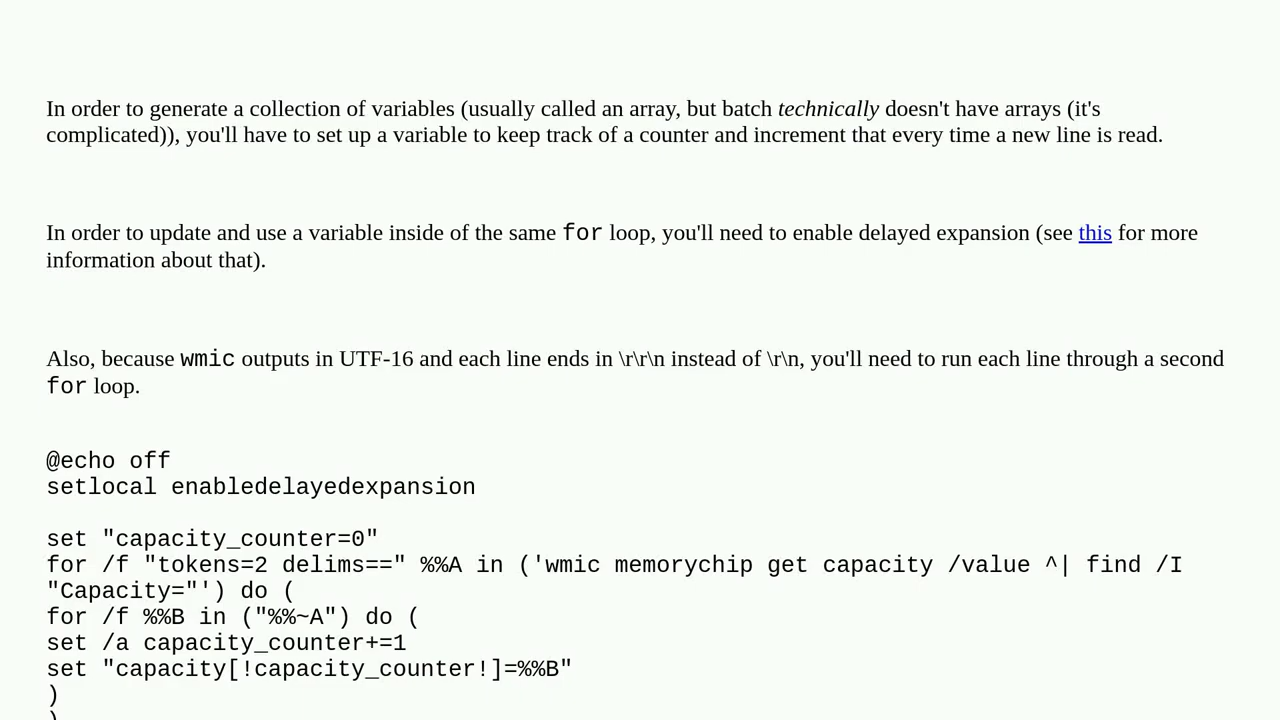 In order to generate a collection of variables (usually called an array, but batch technically doesn't have arrays (it's
complicated)), you'll have to set up a variable to keep track of a counter and increment that every time a new line is read.
In order to update and use a variable inside of the same for loop, you'll need to enable delayed expansion (see this for more
information about that).
Also, because wmic outputs in UTF-16 and each line ends in \r\r\n instead of \r\n, you'll need to run each line through a second
for loop.
@echo off
setlocal enabledelayedexpansion
set "capacity_counter=0"
for /f "tokens=2 delims==" %%A in ('wmic memorychip get capacity /value ^| find /I
"Capacity="') do (
for /f %%B in ("%%~A") do (
set /a capacity_counter+=1
set "capacity[!capacity_counter!]=%%B"
)
)